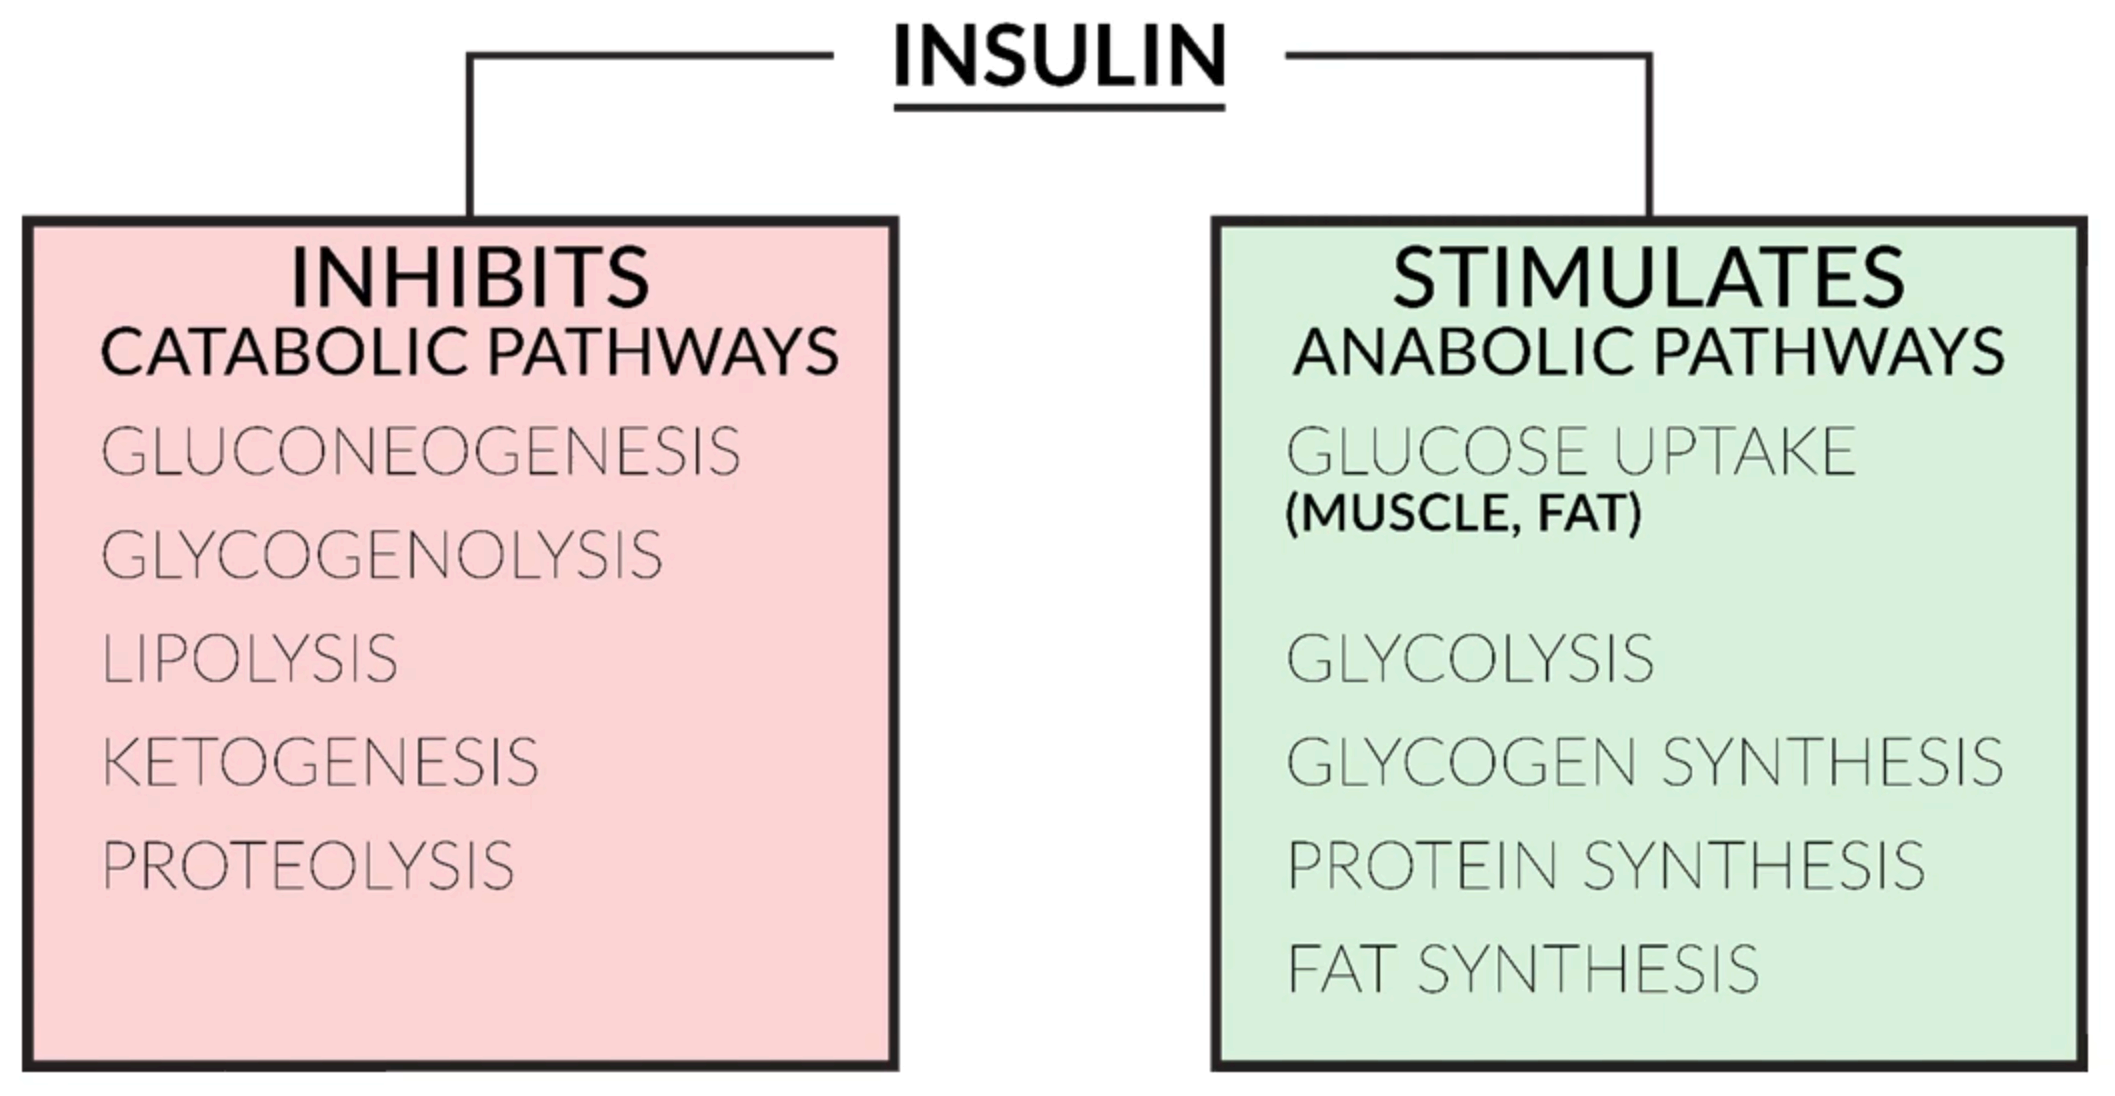 INSULIN
INHIBITS
CATABOLIC PATHWAYS
GLUCONEOGENESIS
GLYCOGENOLYSIS
LIPOLYSIS
KETOGENESIS
PROTEOLYSIS
STIMULATES
ANABOLIC PATHWAYS
GLUCOSE UPTAKE
(MUSCLE, FAT)
GLYCOLYSIS
GLYCOGEN SYNTHESIS
PROTEIN SYNTHESIS
FAT SYNTHESIS